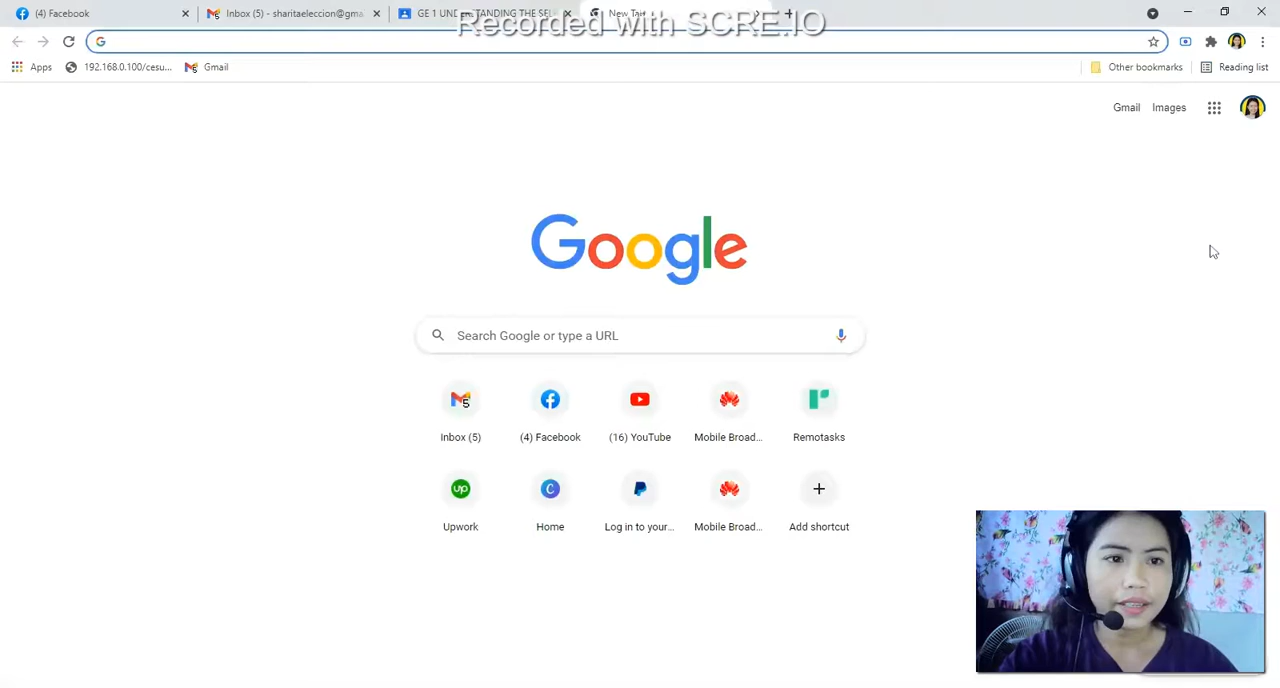 (4) Facebook
Inbox (5) - sharitaeleccion@gma
GE 1 UNDERSTANDING THE SEL
New Tab
Recorded with SCRE.IO
Apps
192.168.0.100/cesu...
Gmail
Other bookmarks
Reading list
Gmail
Images
Google
Search Google or type a URL
5
Inbox (5)
(4) Facebook
(16) YouTube
Mobile Broad...
Remotasks
up
C
Upwork
Home
Log in to your...
Mobile Broad...
Add shortcut